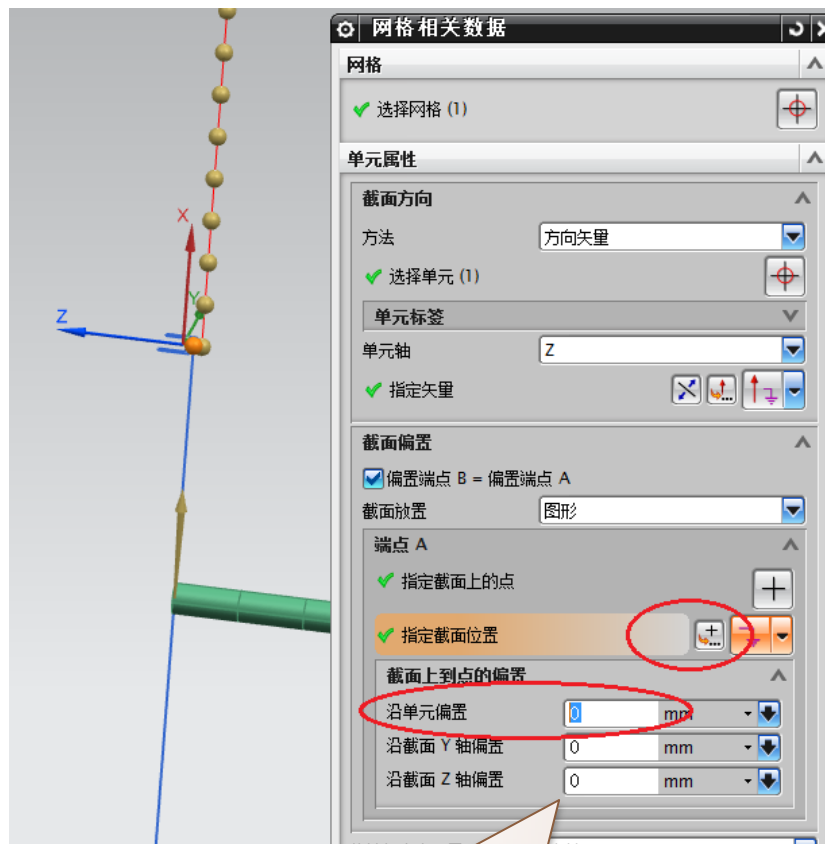 网格相关数据
网格
选择网格 (1)
单元属性
截面方向
方法 方向矢量
选择单元 (1)
单元标签
单元轴 Z
指定矢量
截面偏置
偏置端点 B = 偏置端点 A
截面放置 图形
端点 A
指定截面上的点
指定截面位置
截面上到点的偏置
沿单元偏置 0 mm
沿截面 Y 轴偏置 0 mm
沿截面 Z 轴偏置 0 mm
X
Y
Z